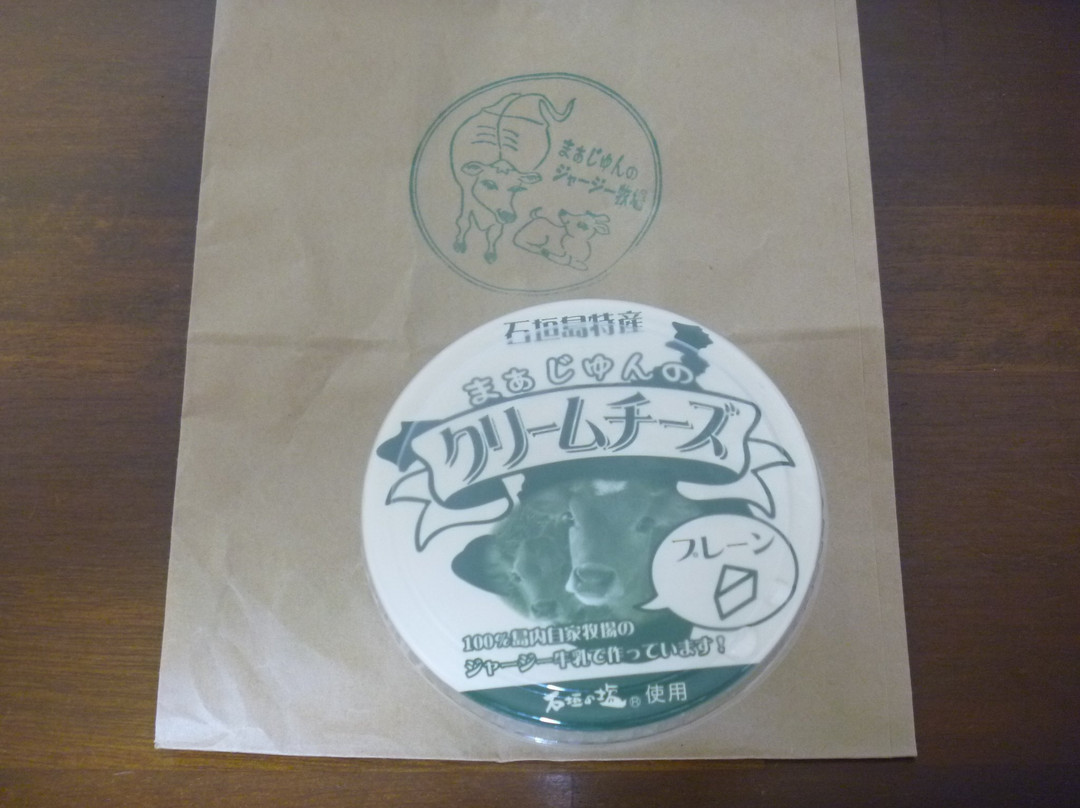 まぁじゅんの
ジャージー牧場
石垣島特産
まぁじゅんの
クリームチーズ
プレーン
100%島内自家牧場の
ジャージー牛乳で作っています!
石垣の塩®使用